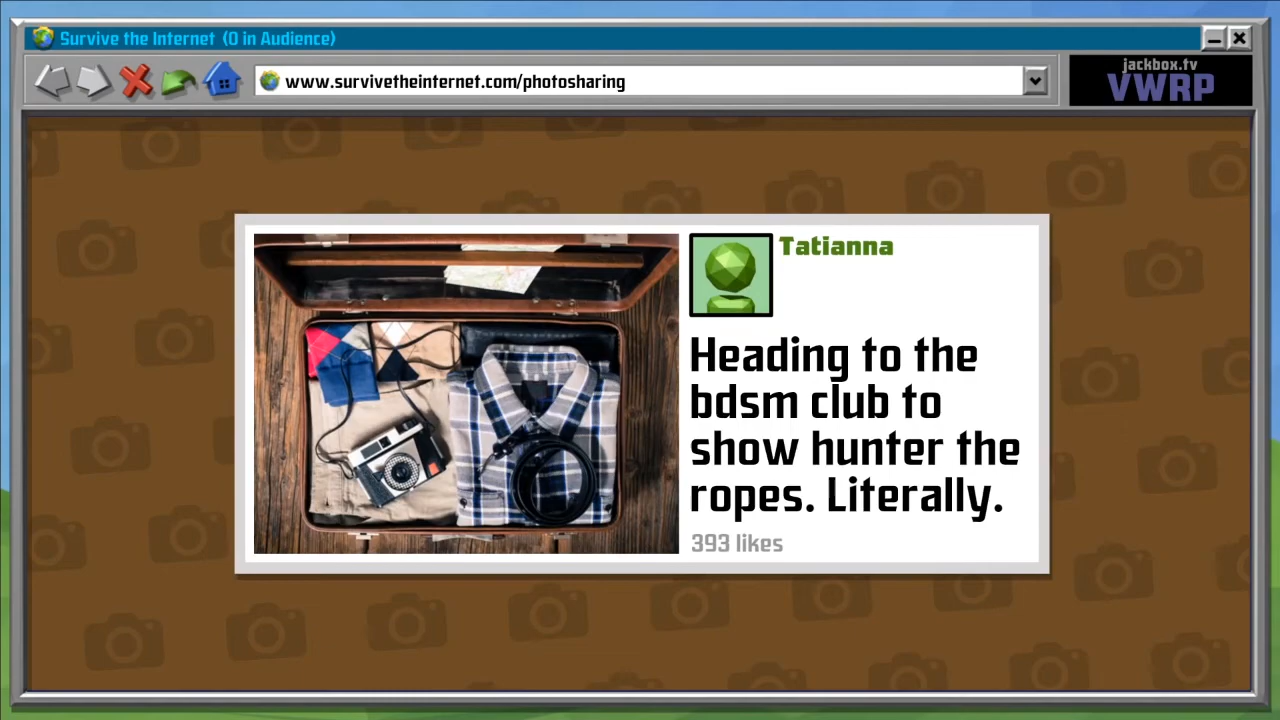 Survive the Internet (0 in Audience)
www.survivetheinternet.com/photosharing
jackbox.tv
VWRP
Tatianna
Heading to the
bdsm club to
show hunter the
ropes. Literally.
393 likes